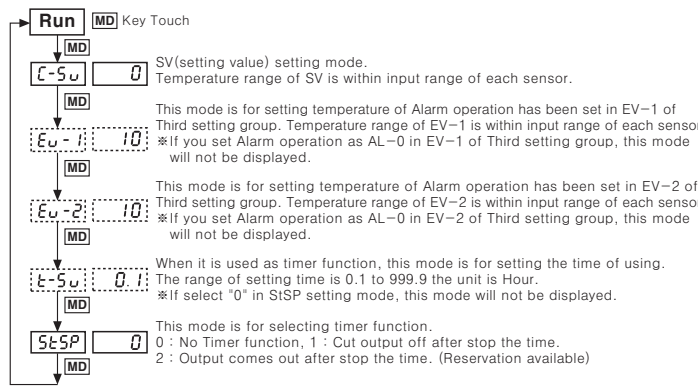 Run MD Key Touch
MD
C-Sv 0 SV(setting value) setting mode.
Temperature range of SV is within input range of each sensor.
MD
This mode is for setting temperature of Alarm operation has been set in EV-1 of
Third setting group. Temperature range of EV-1 is within input range of each sensor
Ev-1 10 ※If you set Alarm operation as AL-0 in EV-1 of Third setting group, this mode
will not be displayed.
MD
This mode is for setting temperature of Alarm operation has been set in EV-2 of
Third setting group. Temperature range of EV-2 is within input range of each sensor
Ev-2 10 ※If you set Alarm operation as AL-0 in EV-2 of Third setting group, this mode
will not be displayed.
MD
When it is used as timer function, this mode is for setting the time of using.
t-Sv 0.1 The range of setting time is 0.1 to 999.9 the unit is Hour.
※If select "0" in StSP setting mode, this mode will not be displayed.
MD
This mode is for selecting timer function.
StSP 0 0 : No Timer function, 1 : Cut output off after stop the time.
2 : Output comes out after stop the time. (Reservation available)
MD